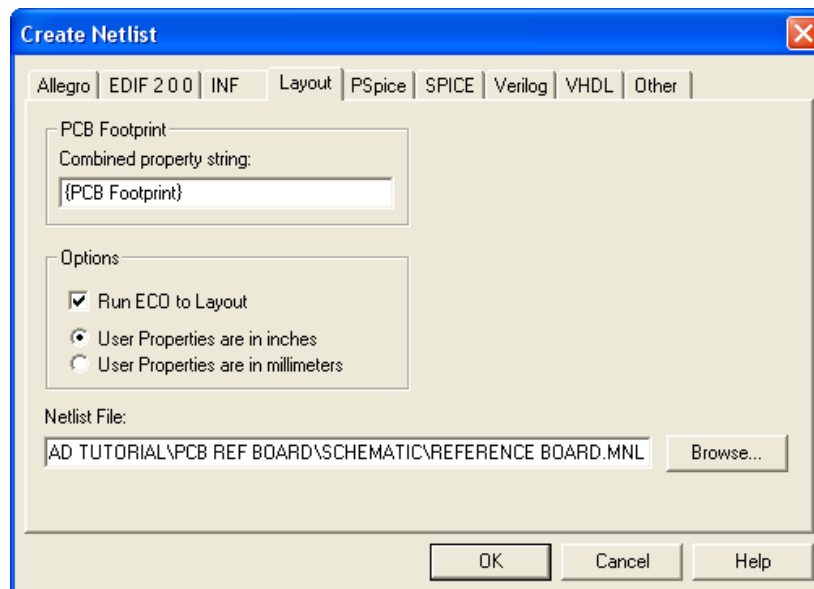 Create Netlist
Allegro EDIF 2 0 0 INF Layout PSpice SPICE Verilog VHDL Other
PCB Footprint
Combined property string:
{PCB Footprint}
Options
Run ECO to Layout
User Properties are in inches
User Properties are in millimeters
Netlist File:
AD TUTORIAL\PCB REF BOARD\SCHEMATIC\REFERENCE BOARD.MNL Browse...
OK Cancel Help